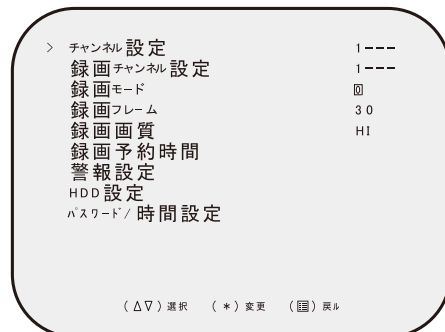 > チャンネル設定 1---
録画チャンネル設定 1---
録画モード 0
録画フレーム 30
録画画質 HI
録画予約時間
警報設定
HDD設定
パスワード/時間設定
(△▽)選択 (*)変更 (▤)戻ル